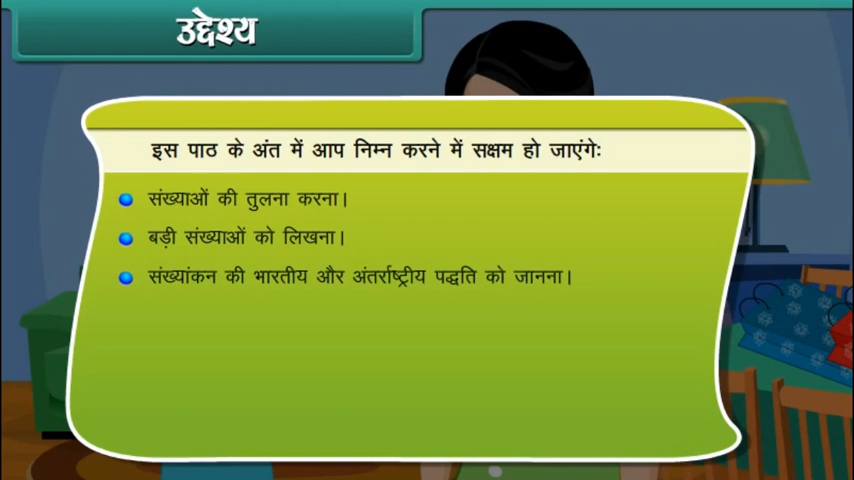 उद्देश्य
इस पाठ के अंत में आप निम्न करने में सक्षम हो जाएंगेः
संख्याओं की तुलना करना।
बड़ी संख्याओं को लिखना।
संख्यांकन की भारतीय और अंतर्राष्ट्रीय पद्धति को जानना।